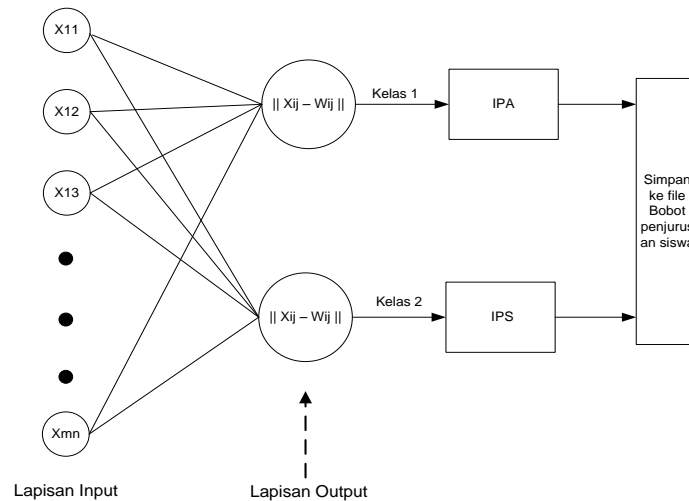 X11
X12
X13
Xmn
|| Xij – Wij ||
|| Xij – Wij ||
Kelas 1
Kelas 2
IPA
IPS
Simpan
ke file
Bobot
penjurus
an siswa
Lapisan Input
Lapisan Output